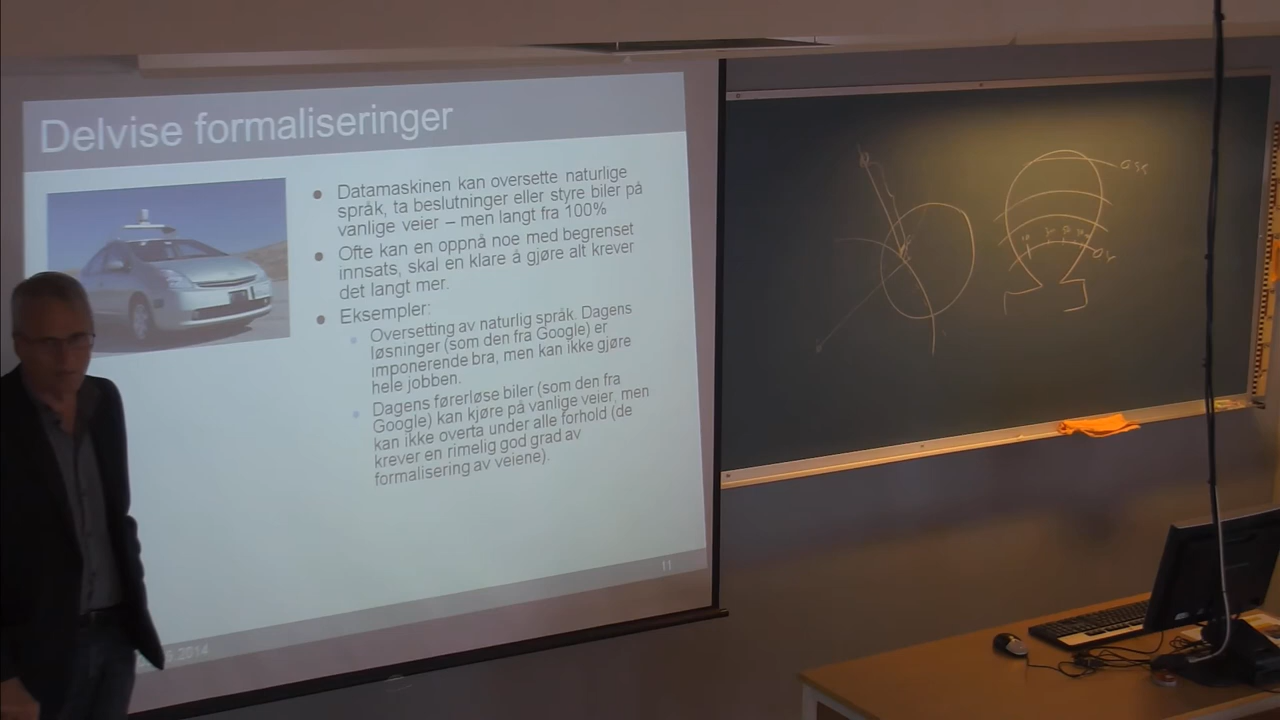 Delvise formaliseringer
Datamaskinen kan oversette naturlige
språk, ta beslutninger eller styre biler på
vanlige veier – men langt fra 100%
Ofte kan en oppnå noe med begrenset
innsats, skal en klare å gjøre alt krever
det langt mer.
Eksempler:
Oversetting av naturlig språk. Dagens
løsninger (som den fra Google) er
imponerende bra, men kan ikke gjøre
hele jobben.
Dagens førerløse biler (som den fra
Google) kan kjøre på vanlige veier, men
kan ikke overta under alle forhold (de
krever en rimelig god grad av
formalisering av veiene).
11
2014